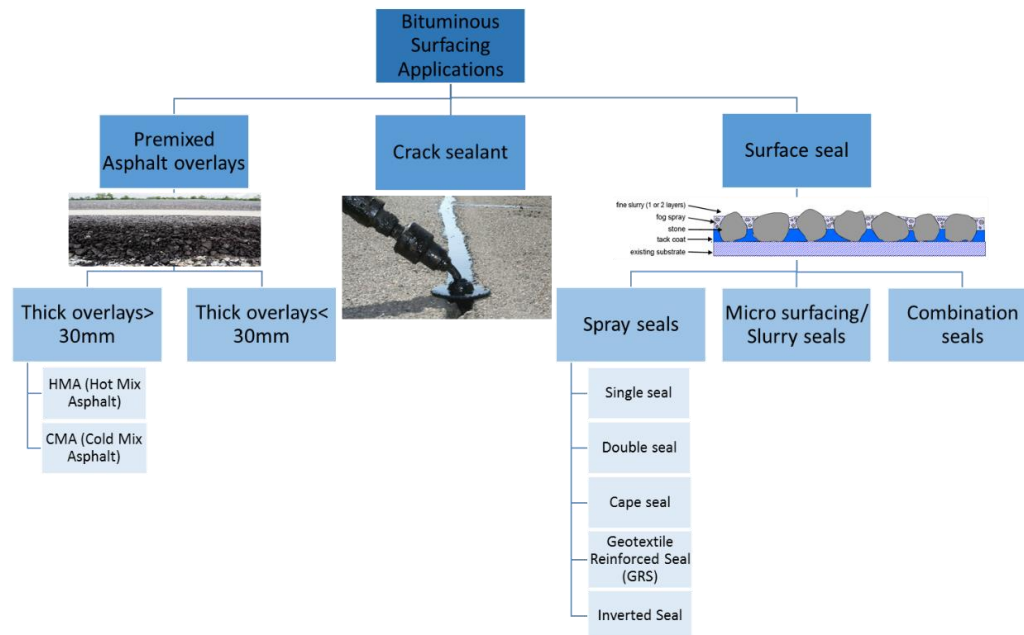 Bituminous
Surfacing
Applications
Premixed
Asphalt overlays
Crack sealant
Surface seal
fine slurry (1 or 2 layers)
fog spray
stone
tack coat
existing substrate
Thick overlays>
30mm
Thick overlays<
30mm
Spray seals
Micro surfacing/
Slurry seals
Combination
seals
HMA (Hot Mix
Asphalt)
CMA (Cold Mix
Asphalt)
Single seal
Double seal
Cape seal
Geotextile
Reinforced Seal
(GRS)
Inverted Seal